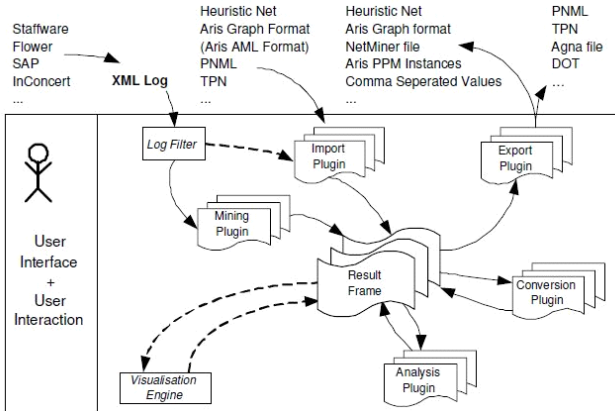 Staffware
Flower
SAP
InConcert
...
XML Log
Heuristic Net
Aris Graph Format
(Aris AML Format)
PNML
TPN
...
Heuristic Net
Aris Graph format
NetMiner file
Aris PPM Instances
Comma Seperated Values
...
PNML
TPN
Agna file
DOT
...
Log Filter
Import
Plugin
Export
Plugin
Mining
Plugin
User
Interface
+
User
Interaction
Result
Frame
Conversion
Plugin
Visualisation
Engine
Analysis
Plugin